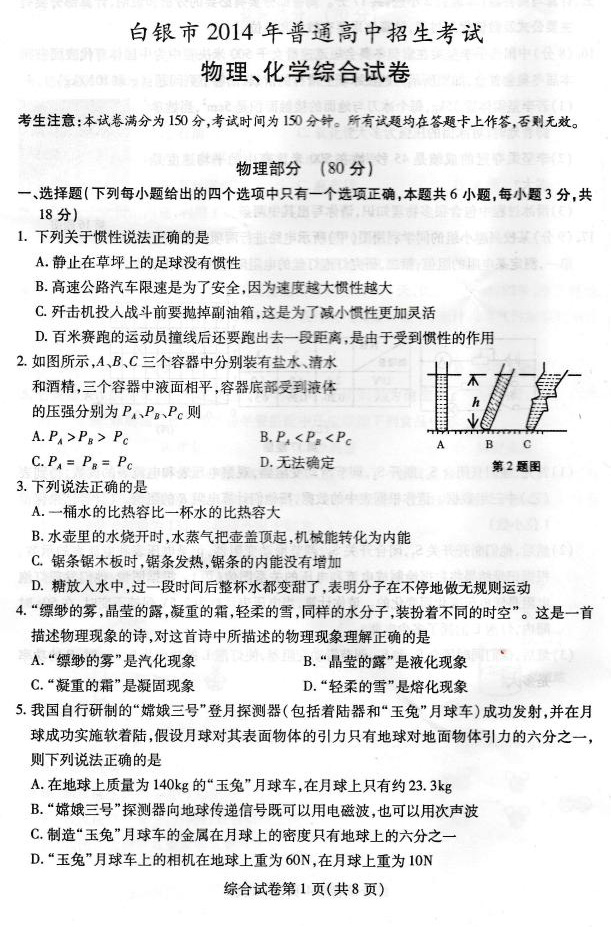 白银市2014年普通高中招生考试
物理、化学综合试卷
考生注意:本试卷满分为150分,考试时间为150分钟。所有试题均在答题卡上作答,否则无效。
物理部分 (80分)
一、选择题(下列每小题给出的四个选项中只有一个选项正确,本题共6小题,每小题3分,共
18分)
1. 下列关于惯性说法正确的是
A. 静止在草坪上的足球没有惯性
B. 高速公路汽车限速是为了安全,因为速度越大惯性越大
C. 歼击机投入战斗前要抛掉副油箱,这是为了减小惯性更加灵活
D. 百米赛跑的运动员撞线后还要跑出去一段距离,是由于受到惯性的作用
2. 如图所示,A、B、C三个容器中分别装有盐水、清水
和酒精,三个容器中液面相平,容器底部受到液体
的压强分别为 P_A、P_B、P_C 则
A. P_A > P_B > P_C B. P_A < P_B < P_C
C. P_A = P_B = P_C D. 无法确定
h
A B C
第2题图
3. 下列说法正确的是
A. 一桶水的比热容比一杯水的比热容大
B. 水壶里的水烧开时,水蒸气把壶盖顶起,机械能转化为内能
C. 锯条锯木板时,锯条发热,锯条的内能没有增加
D. 糖放入水中,过一段时间后整杯水都变甜了,表明分子在不停地做无规则运动
4. “缥缈的雾,晶莹的露,凝重的霜,轻柔的雪,同样的水分子,装扮着不同的时空”。这是一首
描述物理现象的诗,对这首诗中所描述的物理现象理解正确的是
A. “缥缈的雾”是汽化现象 B. “晶莹的露”是液化现象
C. “凝重的霜”是凝固现象 D. “轻柔的雪”是熔化现象
5. 我国自行研制的“嫦娥三号”登月探测器(包括着陆器和“玉兔”月球车)成功发射,并在月
球成功实施软着陆,假设月球对其表面物体的引力只有地球对地面物体引力的六分之一,
则下列说法正确的是
A. 在地球上质量为140kg的“玉兔”月球车,在月球上只有约23.3kg
B. “嫦娥三号”探测器向地球传递信号既可以用电磁波,也可以用次声波
C. 制造“玉兔”月球车的金属在月球上的密度只有地球上的六分之一
D. “玉兔”月球车上的相机在地球上重为60N,在月球上重为10N
综合试卷第1页(共8页)